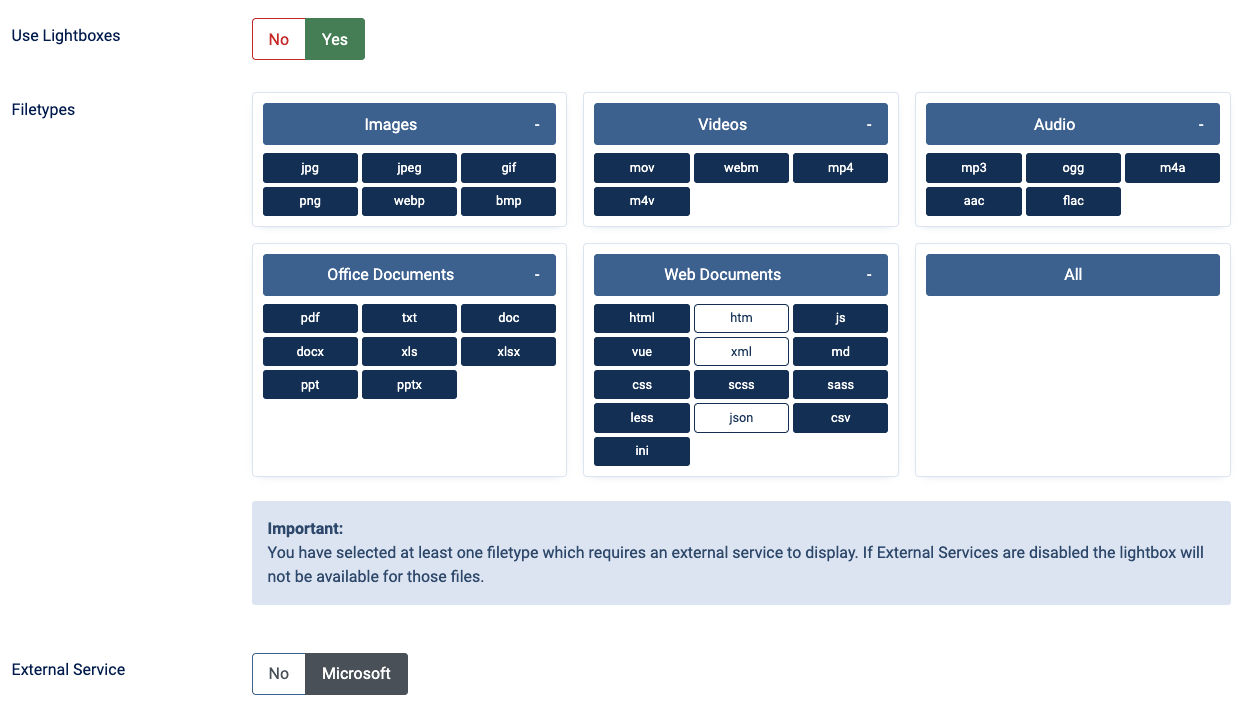 Use Lightboxes
No Yes
Filetypes
Images -
jpg jpeg gif
png webp bmp
Videos -
mov webm mp4
m4v
Audio -
mp3 ogg m4a
aac flac
Office Documents -
pdf txt doc
docx xls xlsx
ppt pptx
Web Documents -
html htm js
vue xml md
css scss sass
less json csv
ini
All
Important:
You have selected at least one filetype which requires an external service to display. If External Services are disabled the lightbox will
not be available for those files.
External Service
No Microsoft